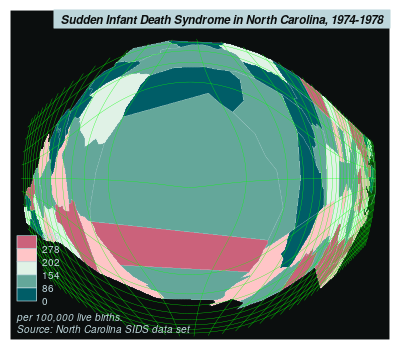 Sudden Infant Death Syndrome in North Carolina, 1974-1978
278
202
154
86
0
per 100,000 live births.
Source: North Carolina SIDS data set